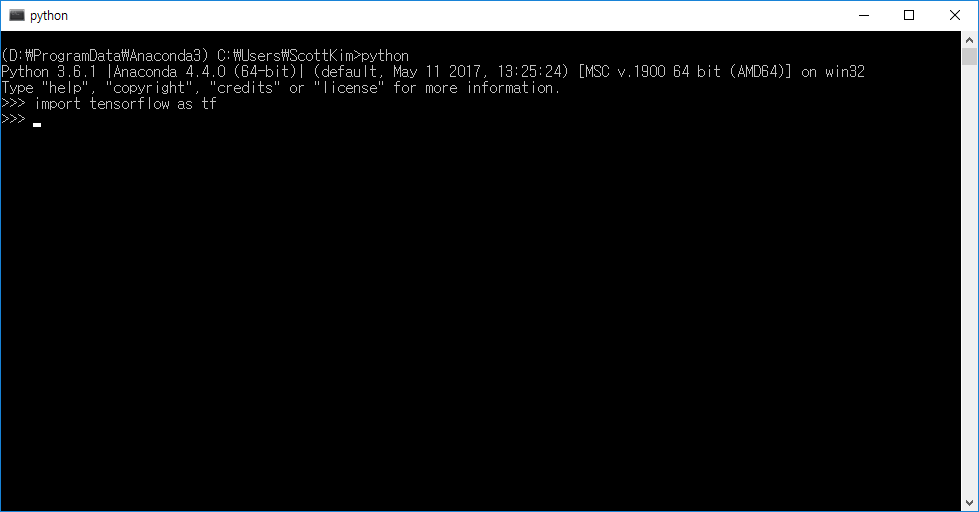 python
(D:₩ProgramData₩Anaconda3) C:₩Users₩ScottKim>python
Python 3.6.1 |Anaconda 4.4.0 (64-bit)| (default, May 11 2017, 13:25:24) [MSC v.1900 64 bit (AMD64)] on win32
Type "help", "copyright", "credits" or "license" for more information.
>>> import tensorflow as tf
>>>